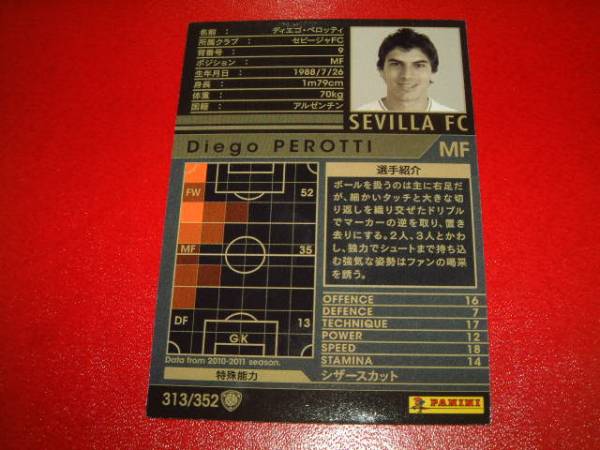 名前 : ディエゴ・ペロッティ
所属クラブ : セビージャFC
背番号 : 9
ポジション : MF
生年月日 : 1988/7/26
身長 : 1m79cm
体重 : 70kg
国籍 : アルゼンチン
SEVILLA FC
Diego PEROTTI MF
FW 52
MF 35
DF 13
GK
Data from 2010-2011 season.
選手紹介
ボールを扱うのは主に右足だ
が、細かいタッチと大きな切
り返しを織り交ぜたドリブル
でマーカーの逆を取り、置き
去りにする。2人、3人とかわ
し、独力でシュートまで持ち込
む強気な姿勢はファンの喝采
を誘う。
OFFENCE 16
DEFENCE 7
TECHNIQUE 17
POWER 12
SPEED 18
STAMINA 14
特殊能力 シザースカット
313/352
PANINI